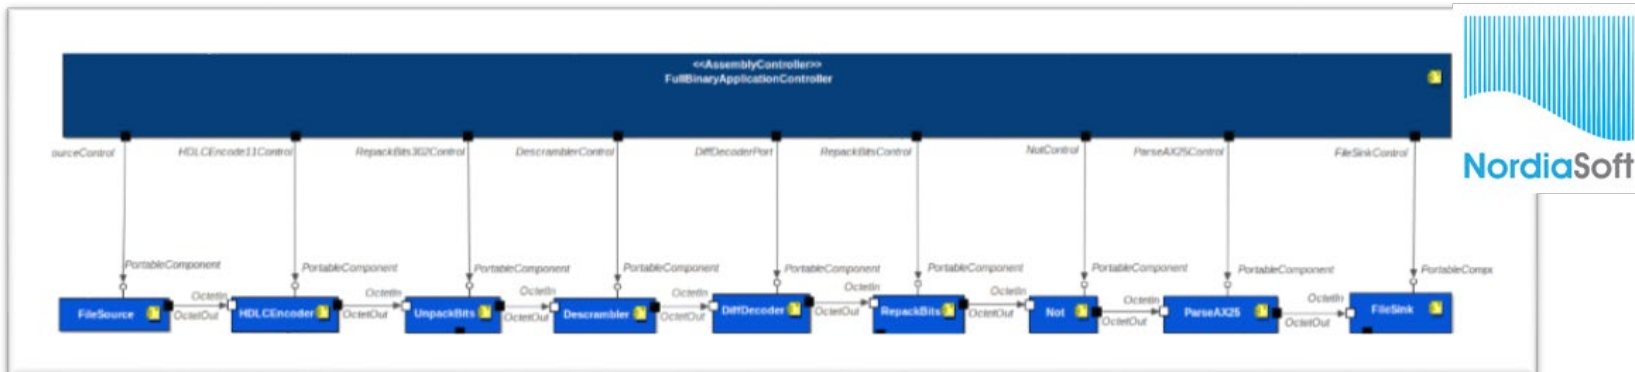 <<AssemblyController>>
FullBinaryApplicationController
ourceControl
HDLCEncode11Control
RepackBits302Control
DescramblerControl
DiffDecoderPort
RepackBitsControl
NotControl
ParseAX25Control
FileSinkControl
NordiaSoft
PortableComponent
PortableComponent
PortableComponent
PortableComponent
PortableComponent
PortableComponent
PortableComponent
PortableComponent
PortableCompx
FileSource
OctetIn
OctetOut
HDLCEncoder
OctetIn
OctetOut
UnpackBits
OctetIn
OctetOut
Descrambler
OctetIn
OctetOut
DiffDecoder
OctetIn
OctetOut
RepackBits
OctetIn
OctetOut
Not
OctetIn
OctetOut
ParseAX25
OctetIn
OctetOut
FileSink